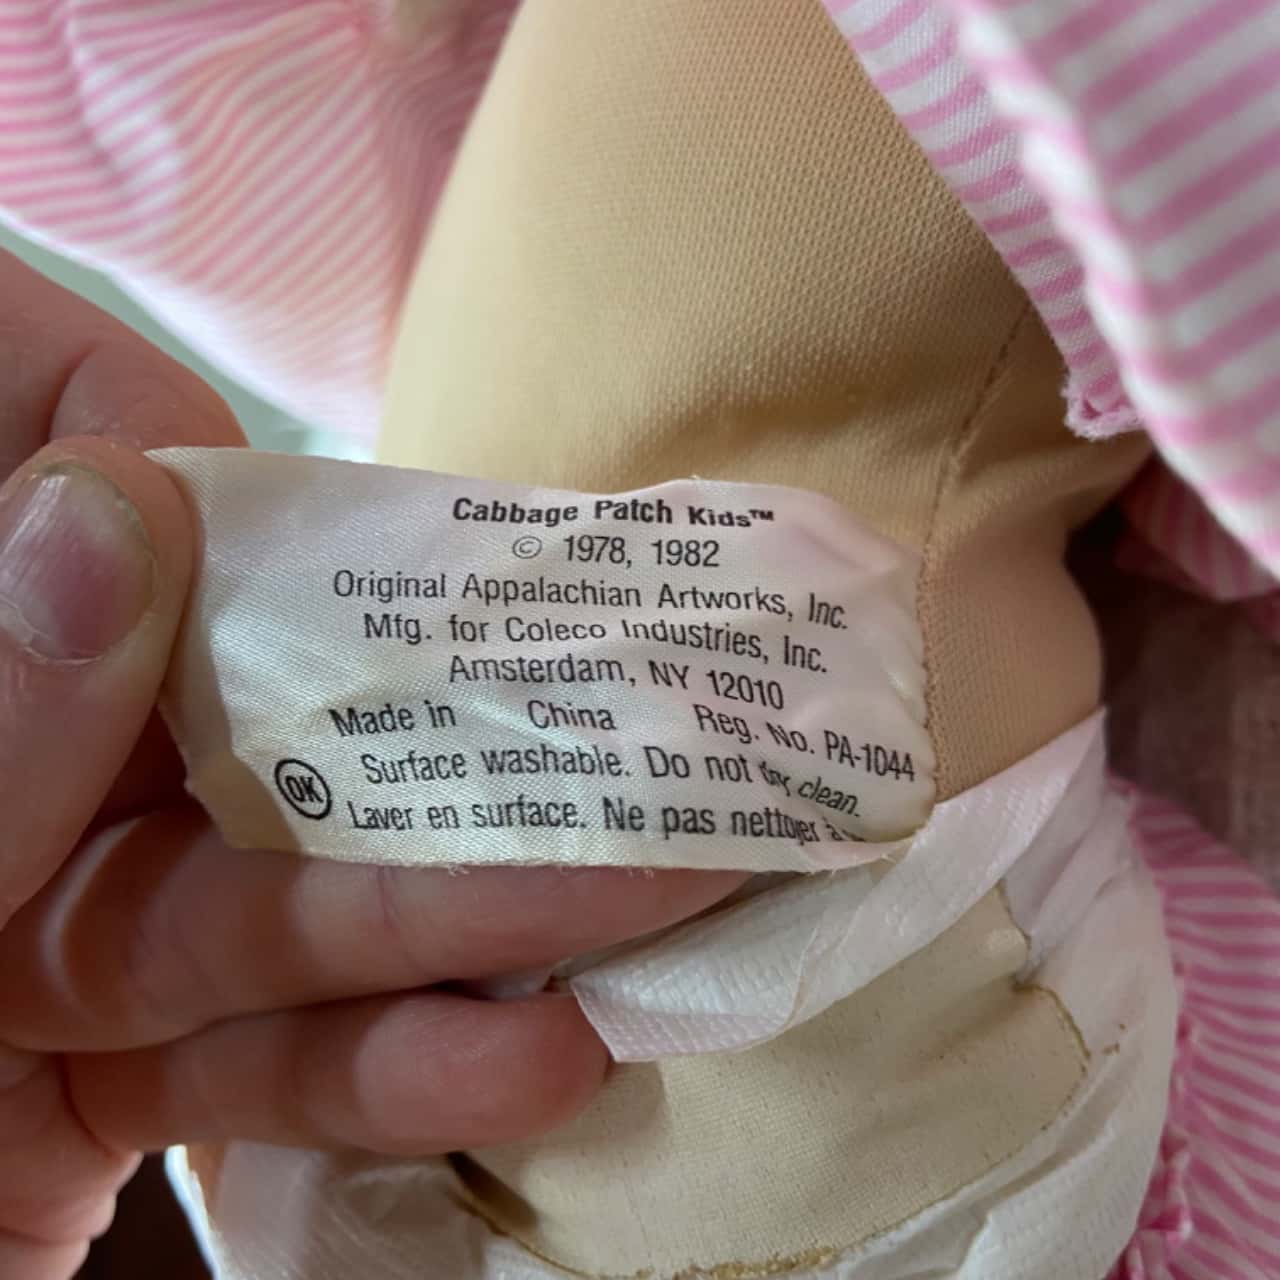 Cabbage Patch Kids™
© 1978, 1982
Original Appalachian Artworks, Inc.
Mfg. for Coleco Industries, Inc.
Amsterdam, NY 12010
Made in China Reg. No. PA-1044
OK Surface washable. Do not dry clean.
Laver en surface. Ne pas nettoyer à